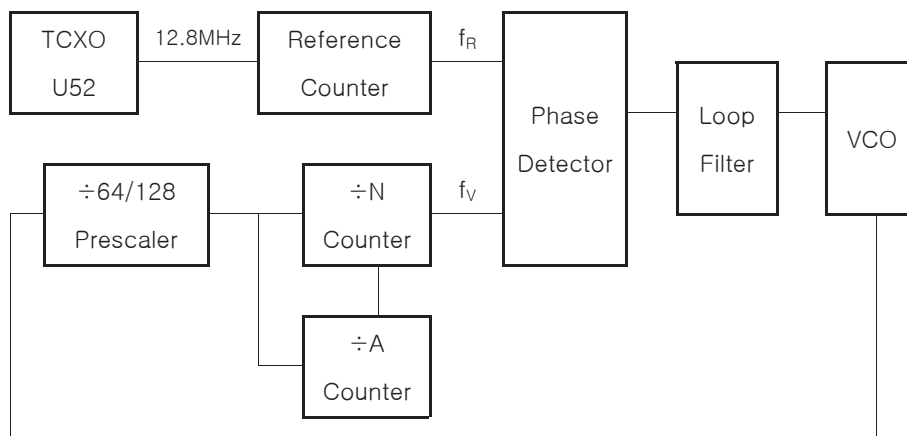 TCXO
U52
12.8MHz
Reference
Counter
fR
Phase
Detector
Loop
Filter
VCO
÷64/128
Prescaler
÷N
Counter
fV
÷A
Counter